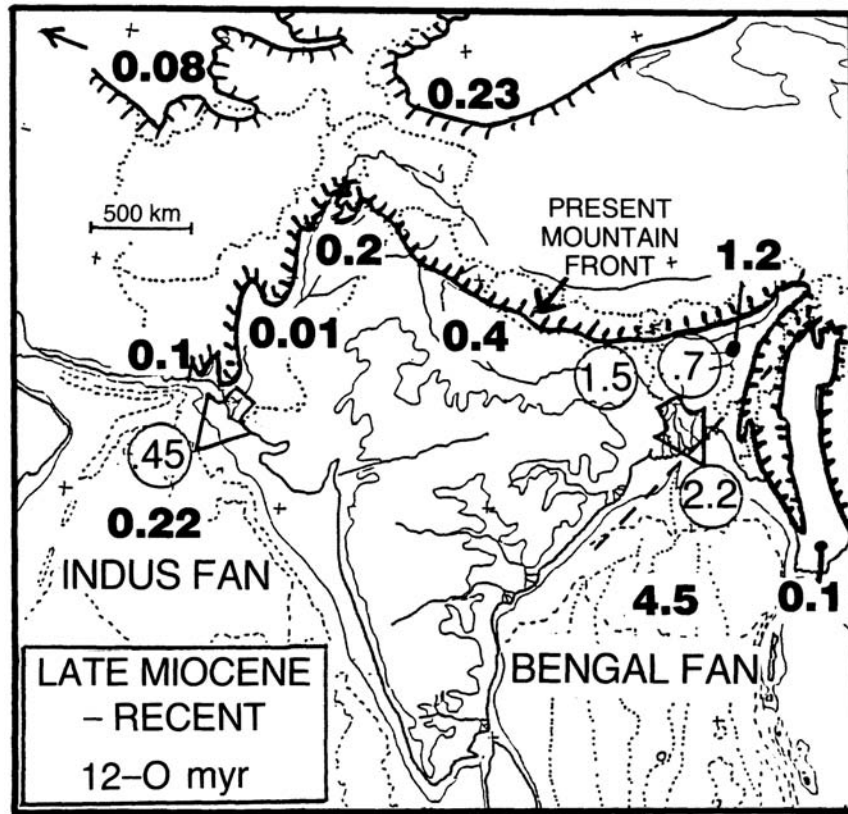 0.08
0.23
500 km
PRESENT
MOUNTAIN
FRONT
1.2
0.2
0.01
0.4
0.1
1.5
.7
.45
2.2
0.22
INDUS FAN
4.5
0.1
BENGAL FAN
LATE MIOCENE
– RECENT
12–O myr